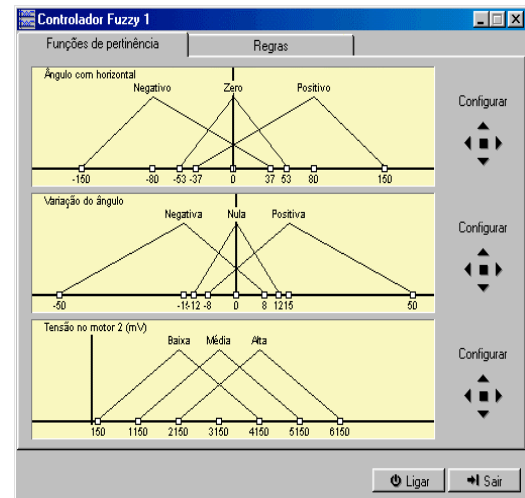 Controlador Fuzzy 1
Funções de pertinência
Regras
Ângulo com horizontal
Negativo Zero Positivo
-150 -80 -53 -37 0 37 53 80 150
Configurar
Variação do ângulo
Negativa Nula Positiva
-50 -12 -8 0 8 12 15 50
Configurar
Tensão no motor 2 (mV)
Baixa Média Alta
150 1150 2150 3150 4150 5150 6150
Configurar
Ligar
Sair